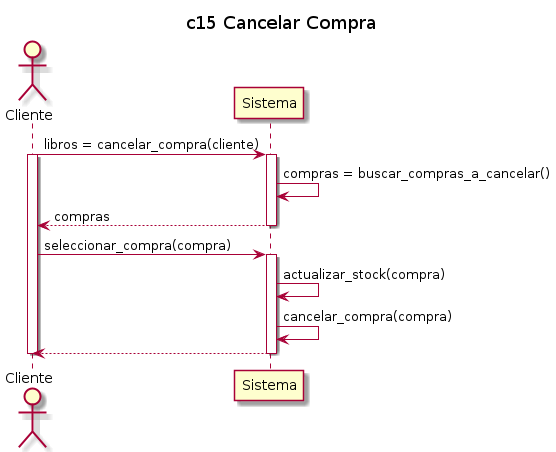 c15 Cancelar Compra
Cliente
Sistema
libros = cancelar_compra(cliente)
compras = buscar_compras_a_cancelar()
compras
seleccionar_compra(compra)
actualizar_stock(compra)
cancelar_compra(compra)
Cliente
Sistema